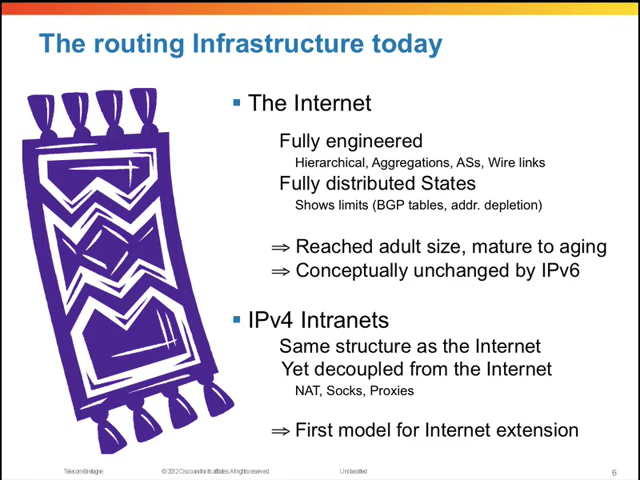 The routing Infrastructure today
▪ The Internet
Fully engineered
Hierarchical, Aggregations, ASs, Wire links
Fully distributed States
Shows limits (BGP tables, addr. depletion)
⇒ Reached adult size, mature to aging
⇒ Conceptually unchanged by IPv6
▪ IPv4 Intranets
Same structure as the Internet
Yet decoupled from the Internet
NAT, Socks, Proxies
⇒ First model for Internet extension
Telecom Bretagne © 2012 Cisco and/or its affiliates. All rights reserved. Unclassified 6